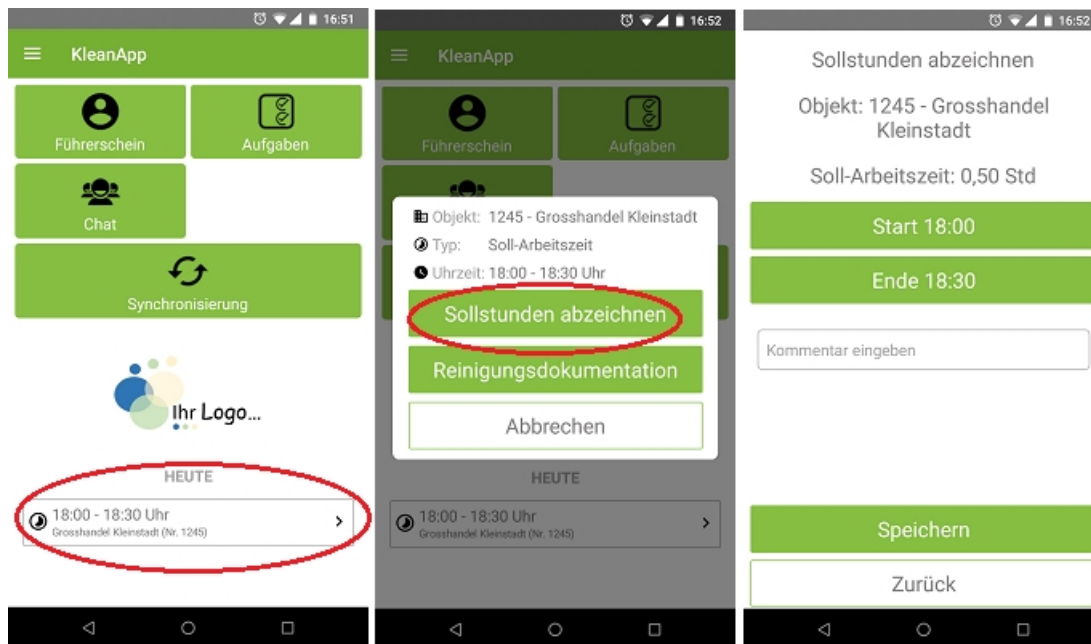 16:51
KleanApp
Führerschein
Aufgaben
Chat
Synchronisierung
Ihr Logo...
HEUTE
18:00 - 18:30 Uhr
Grosshandel Kleinstadt (Nr. 1245)
16:52
KleanApp
Führerschein
Aufgaben
Objekt: 1245 - Grosshandel Kleinstadt
Typ: Soll-Arbeitszeit
Uhrzeit: 18:00 - 18:30 Uhr
Sollstunden abzeichnen
Reinigungsdokumentation
Abbrechen
HEUTE
18:00 - 18:30 Uhr
Grosshandel Kleinstadt (Nr. 1245)
16:52
Sollstunden abzeichnen
Objekt: 1245 - Grosshandel
Kleinstadt
Soll-Arbeitszeit: 0,50 Std
Start 18:00
Ende 18:30
Kommentar eingeben
Speichern
Zurück